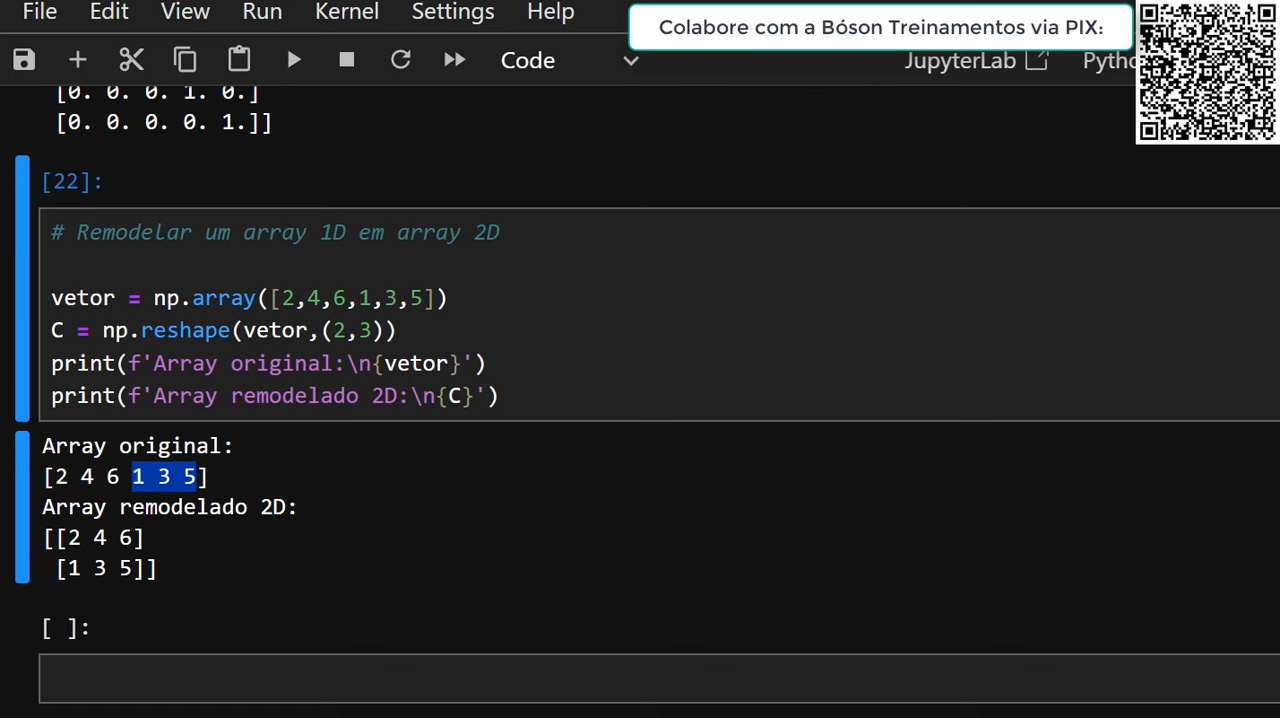 File Edit View Run Kernel Settings Help
Colabore com a Bóson Treinamentos via PIX:
Code
JupyterLab
[0. 0. 0. 1. 0.]
[0. 0. 0. 0. 1.]]
[22]:
# Remodelar um array 1D em array 2D
vetor = np.array([2,4,6,1,3,5])
C = np.reshape(vetor,(2,3))
print(f'Array original:\n{vetor}')
print(f'Array remodelado 2D:\n{C}')
Array original:
[2 4 6 1 3 5]
Array remodelado 2D:
[[2 4 6]
[1 3 5]]
[ ]: